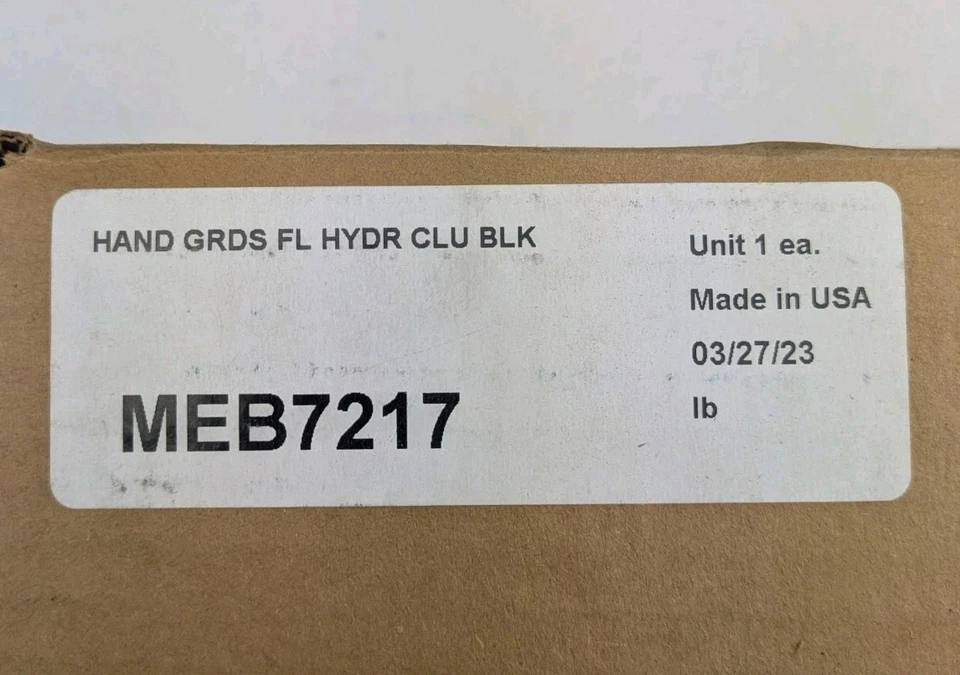 HAND GRDS FL HYDR CLU BLK
MEB7217
Unit 1 ea.
Made in USA
03/27/23
lb